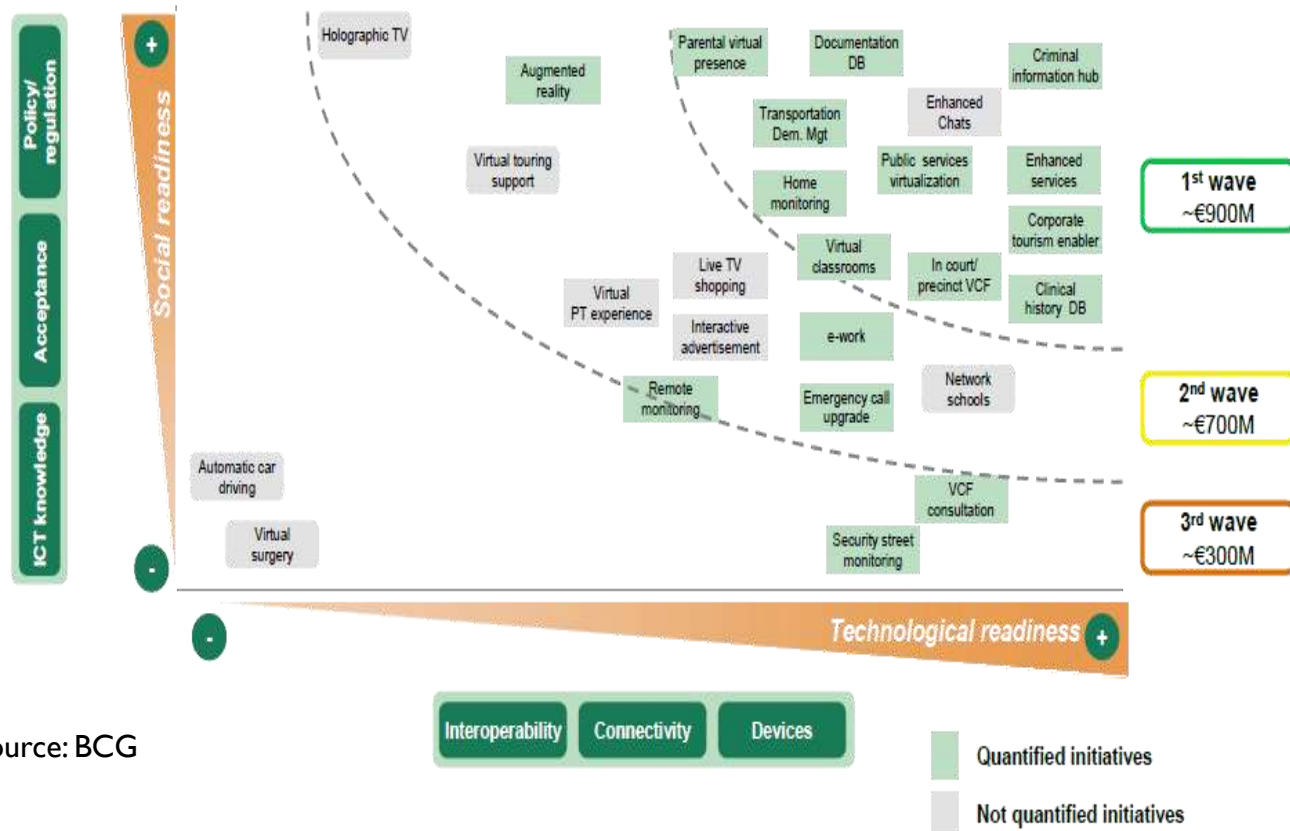 Policy/
regulation
Acceptance
ICT knowledge
+
Social readiness
-
Holographic TV
Augmented
reality
Virtual touring
support
Parental virtual
presence
Documentation
DB
Criminal
information hub
Transportation
Dem. Mgt
Enhanced
Chats
Home
monitoring
Public services
virtualization
Enhanced
services
Corporate
tourism enabler
Virtual
classrooms
In court/
precinct VCF
Clinical
history DB
Live TV
shopping
Virtual
PT experience
Interactive
advertisement
e-work
Remote
monitoring
Emergency call
upgrade
Network
schools
Automatic car
driving
Virtual
surgery
VCF
consultation
Security street
monitoring
1st wave
~€900M
2nd wave
~€700M
3rd wave
~€300M
-
Technological readiness
+
Interoperability
Connectivity
Devices
ource: BCG
Quantified initiatives
Not quantified initiatives